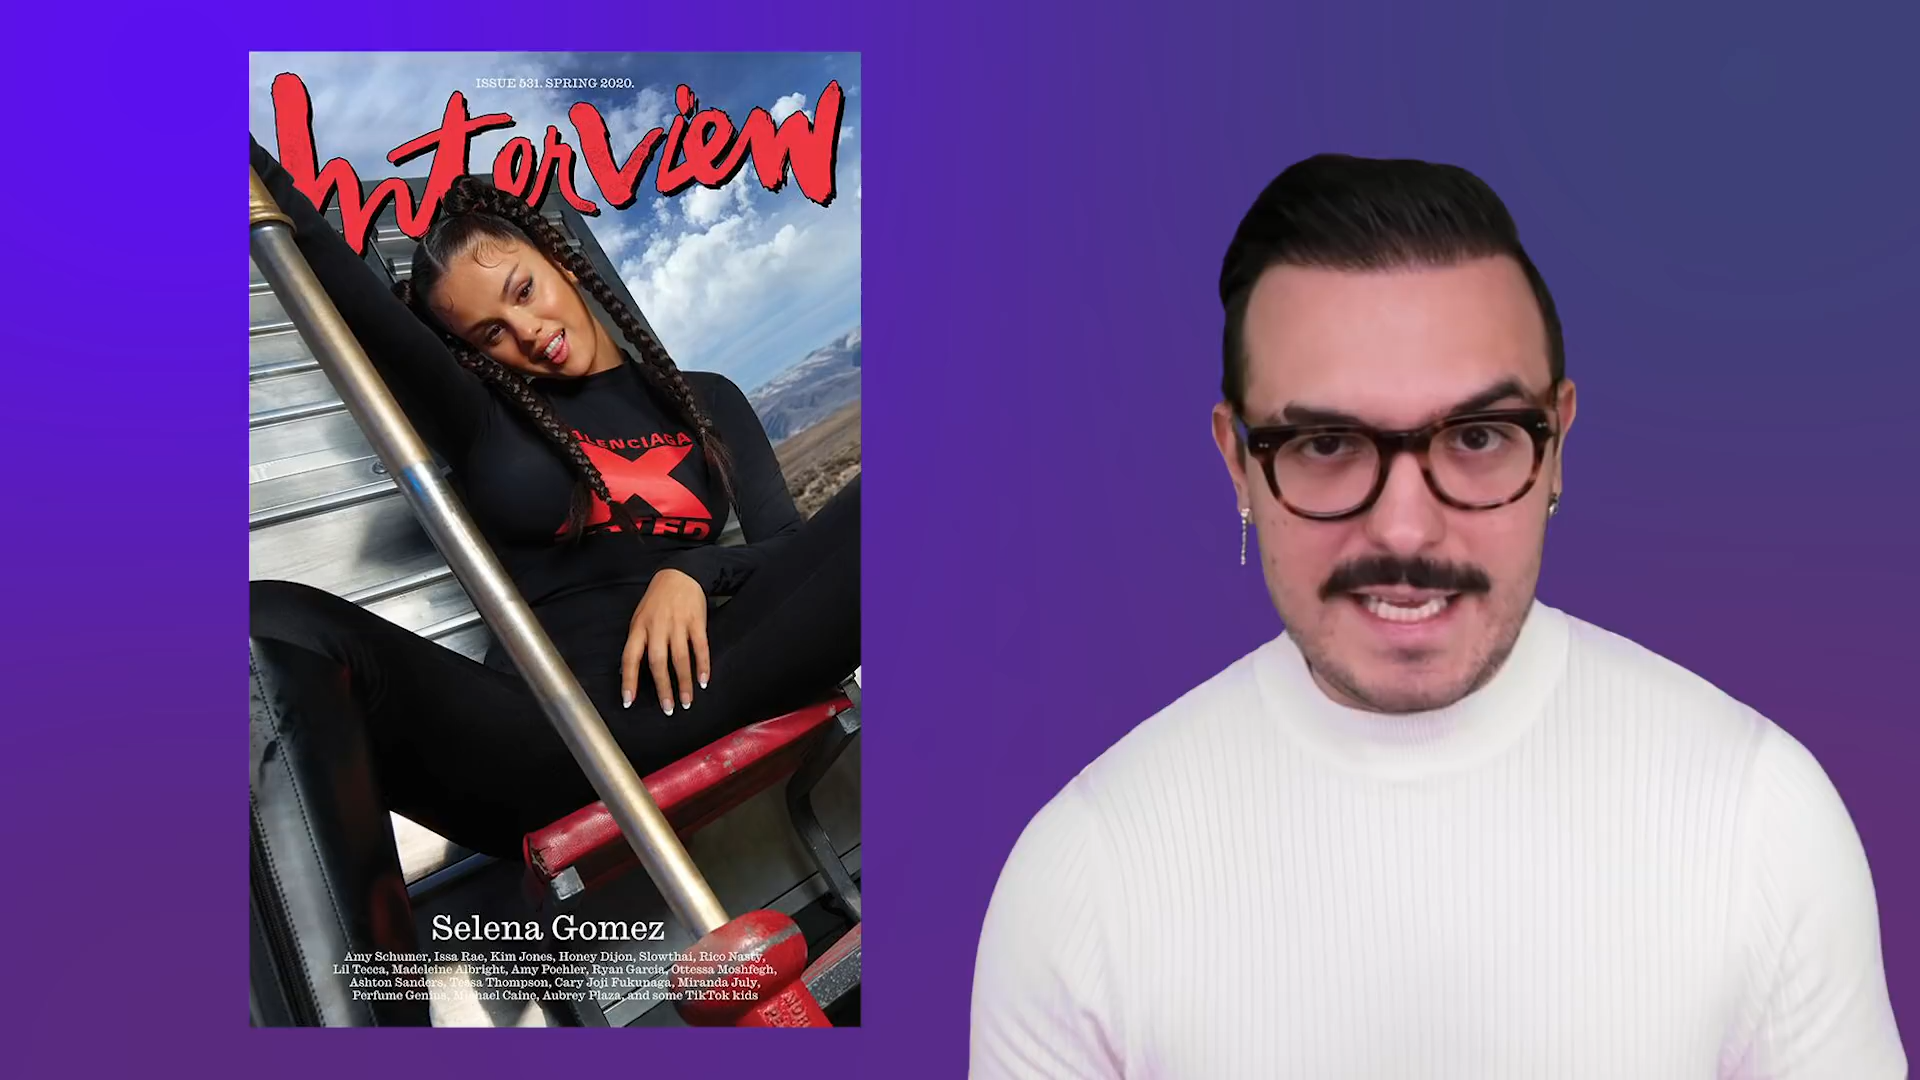 ISSUE 531. SPRING 2020.
Interview
BALENCIAGA
X
Selena Gomez
Amy Schumer, Issa Rae, Kim Jones, Honey Dijon, Slowthai, Rico Nasty,
Lil Tecca, Madeleine Albright, Amy Poehler, Ryan Garcia, Ottessa Moshfegh,
Ashton Sanders, Tessa Thompson, Cary Joji Fukunaga, Miranda July,
Perfume Genius, Michael Caine, Aubrey Plaza, and some TikTok kids